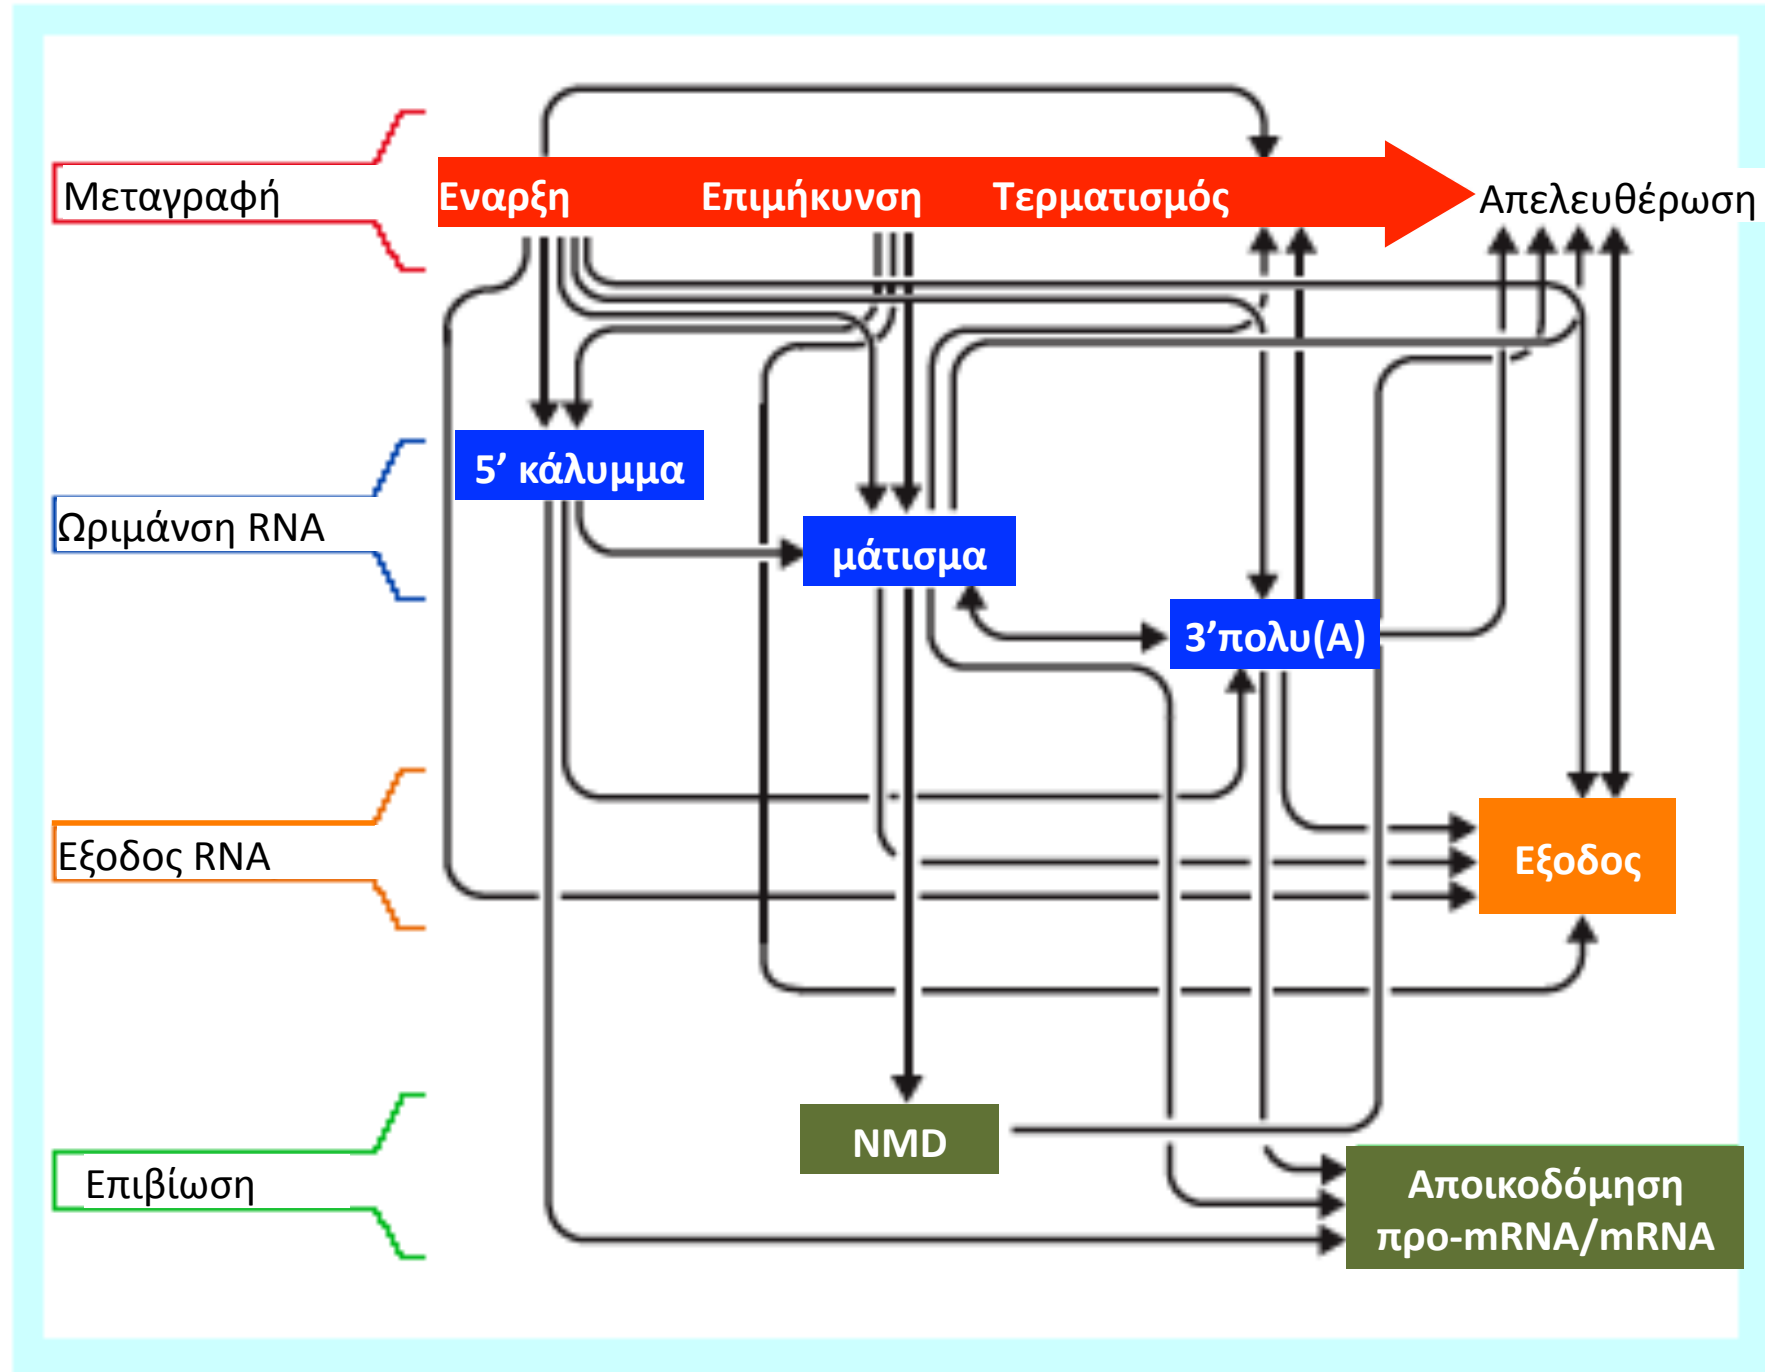 Μεταγραφή
Εναρξη Επιμήκυνση Τερματισμός
Απελευθέρωση
5’ κάλυμμα
Ωριμάνση RNA
μάτισμα
3’πολυ(Α)
Εξοδος RNA
Εξοδος
NMD
Επιβίωση
Αποικοδόμηση
προ-mRNA/mRNA